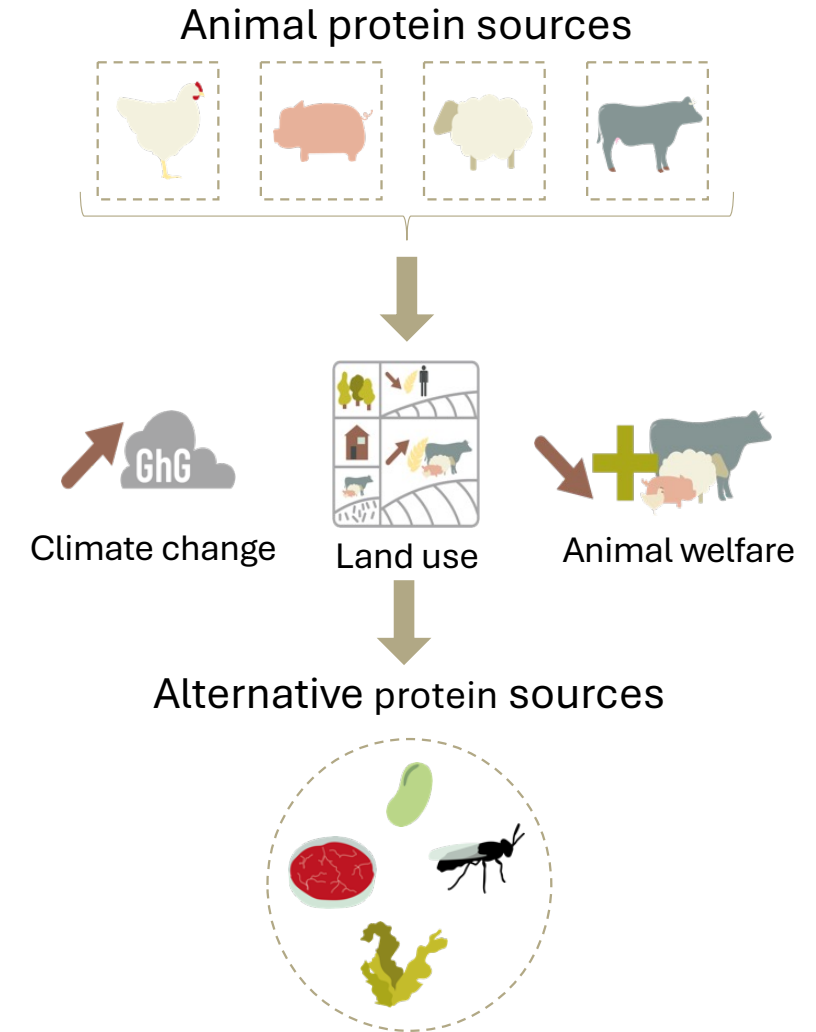 Animal protein sources
GhG
Climate change
Land use
Animal welfare
Alternative protein sources